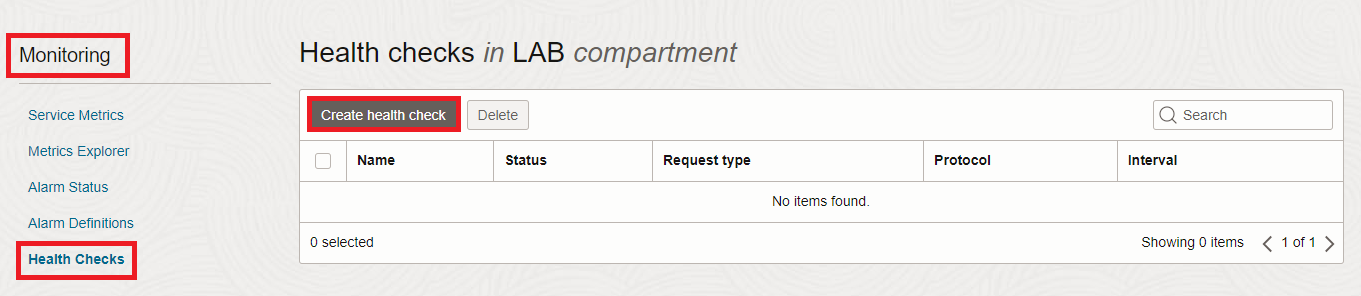 Monitoring
Service Metrics
Metrics Explorer
Alarm Status
Alarm Definitions
Health Checks
Health checks in LAB compartment
Create health check Delete Search
Name Status Request type Protocol Interval
No items found.
0 selected Showing 0 items 1 of 1